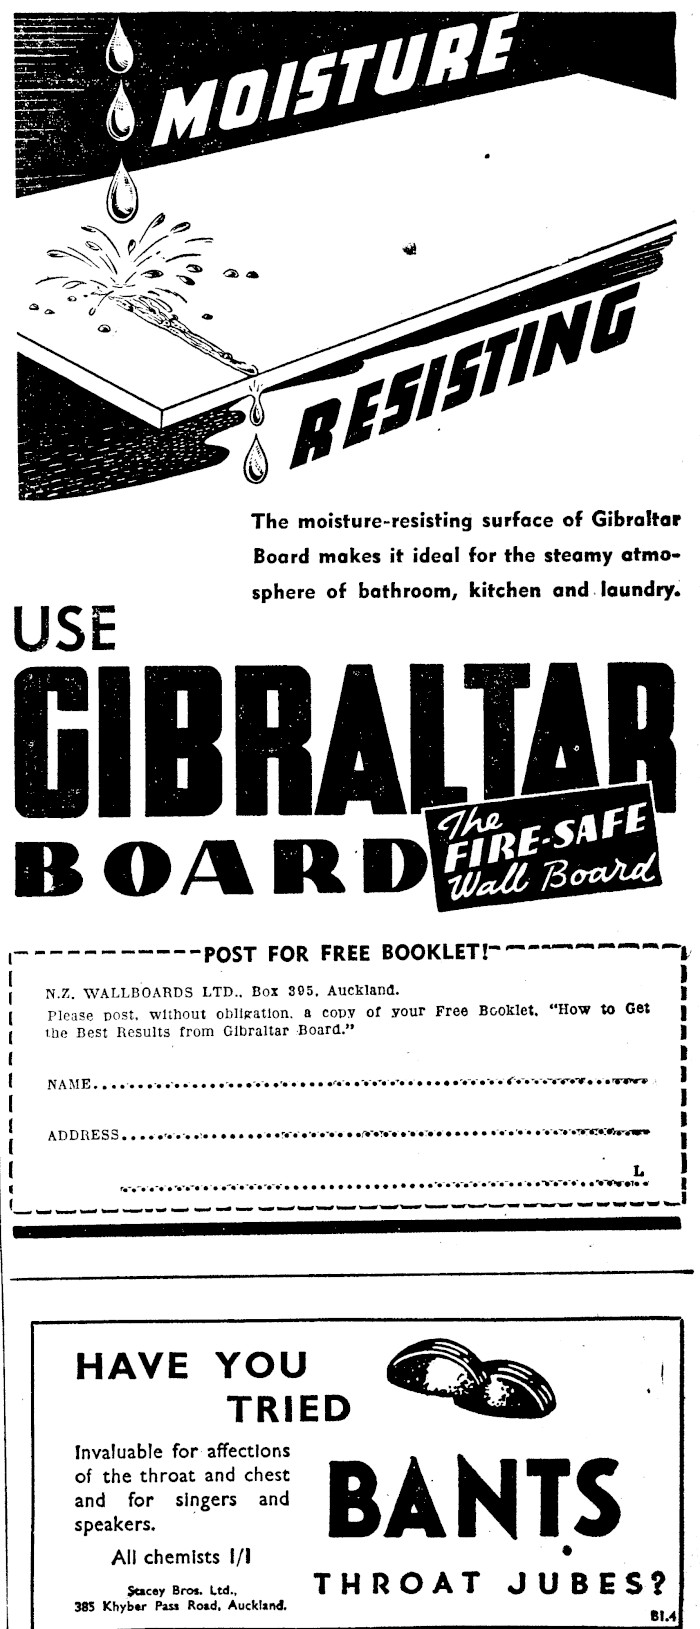 MOISTURE
RESISTING
The moisture-resisting surface of Gibraltar
Board makes it ideal for the steamy atmo-
sphere of bathroom, kitchen and laundry.
USE
GIBRALTAR
BOARD
The
FIRE-SAFE
Wall Board
POST FOR FREE BOOKLET!
N.Z. WALLBOARDS LTD., Box 395, Auckland.
Please post, without obligation, a copy of your Free Booklet, "How to Get
the Best Results from Gibraltar Board."
NAME
ADDRESS
L
HAVE YOU
TRIED
Invaluable for affections
of the throat and chest
and for singers and
speakers.
All chemists 1/1
Stacey Bros. Ltd.,
385 Khyber Pass Road, Auckland.
BANTS
THROAT JUBES?
B1.4